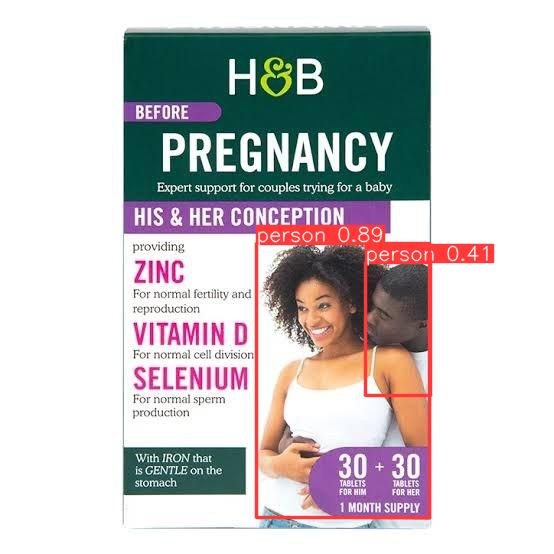 H&B
BEFORE
PREGNANCY
Expert support for couples trying for a baby
HIS & HER CONCEPTION
person 0.89
person 0.41
providing
ZINC
For normal fertility and
reproduction
VITAMIN D
For normal cell division
SELENIUM
For normal sperm
production
With IRON that
is GENTLE on the
stomach
30 + 30
TABLETS TABLETS
FOR HIM FOR HER
1 MONTH SUPPLY